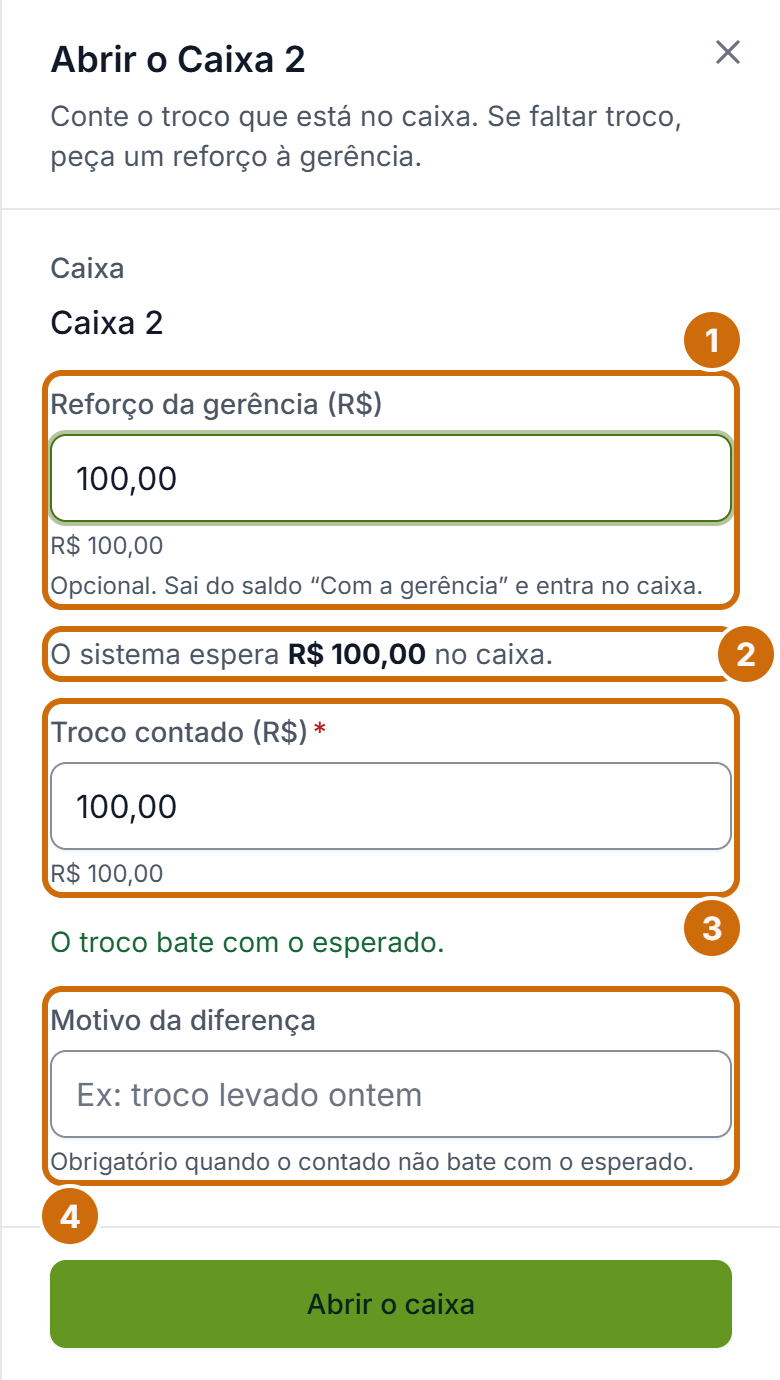 Abrir o Caixa 2
Conte o troco que está no caixa. Se faltar troco,
peça um reforço à gerência.
Caixa
Caixa 2
1
Reforço da gerência (R$)
100,00
R$ 100,00
Opcional. Sai do saldo “Com a gerência” e entra no caixa.
O sistema espera R$ 100,00 no caixa.
2
Troco contado (R$) *
100,00
R$ 100,00
3
O troco bate com o esperado.
Motivo da diferença
Ex: troco levado ontem
Obrigatório quando o contado não bate com o esperado.
4
Abrir o caixa